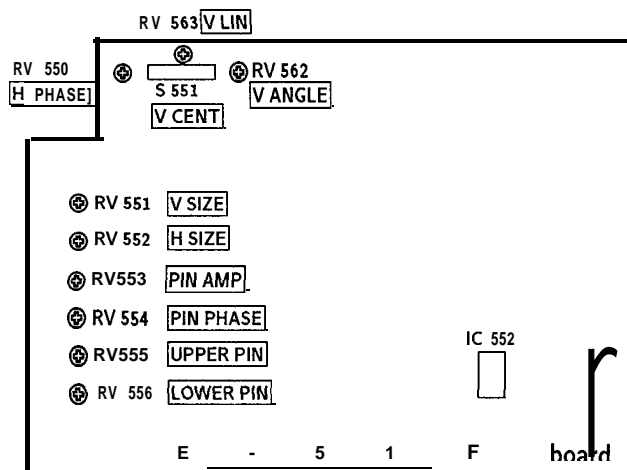 RV 563 V LIN
RV 550
H PHASE]
RV 562
V ANGLE
S 551
V CENT
RV 551 V SIZE
RV 552 H SIZE
RV553 PIN AMP
RV 554 PIN PHASE
RV555 UPPER PIN
RV 556 LOWER PIN
IC 552
E - 5 1 F board